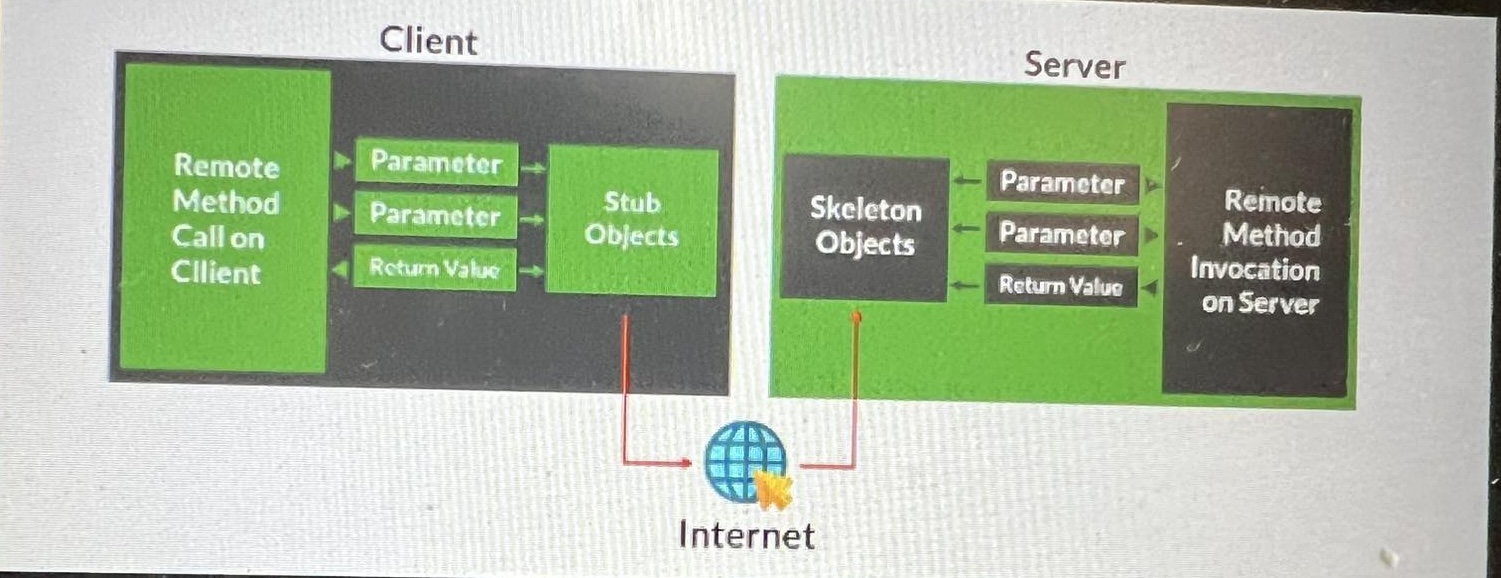 Client
Remote
Method
Call on
Cllient
Parameter
Parameter
Return Value
Stub
Objects
Server
Skeleton
Objects
Parameter
Parameter
Return Value
Remote
Method
Invocation
on Server
Internet